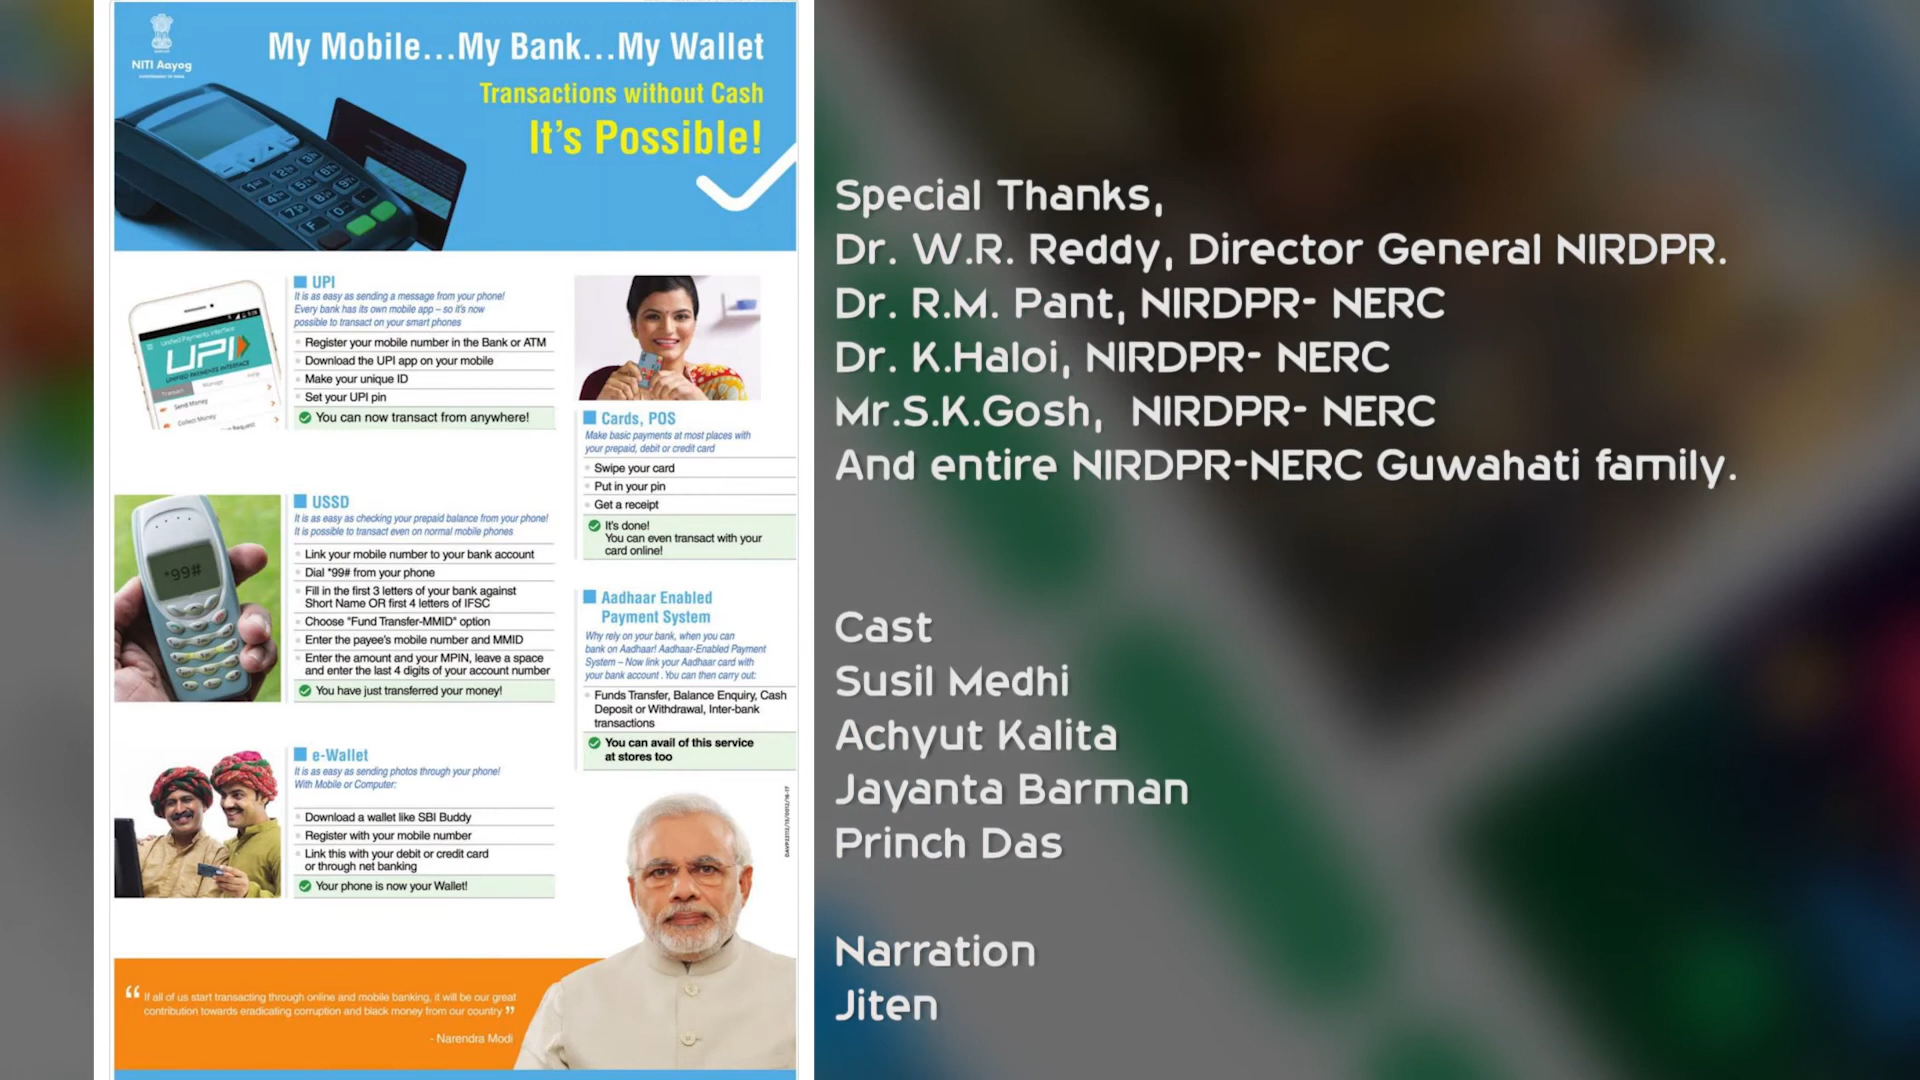 NITI Aayog
GOVERNMENT OF INDIA
My Mobile...My Bank...My Wallet
Transactions without Cash
It's Possible!
Unified Payments Interface
UPI
UNIFIED PAYMENTS INTERFACE
Transact
Manage
Help
Send Money
Collect Money
UPI
It is as easy as sending a message from your phone!
Every bank has its own mobile app – so it's now
possible to transact on your smart phones
Register your mobile number in the Bank or ATM
Download the UPI app on your mobile
Make your unique ID
Set your UPI pin
You can now transact from anywhere!
*99#
USSD
It is as easy as checking your prepaid balance from your phone!
It is possible to transact even on normal mobile phones
Link your mobile number to your bank account
Dial *99# from your phone
Fill in the first 3 letters of your bank against
Short Name OR first 4 letters of IFSC
Choose "Fund Transfer-MMID" option
Enter the payee's mobile number and MMID
Enter the amount and your MPIN, leave a space
and enter the last 4 digits of your account number
You have just transferred your money!
e-Wallet
It is as easy as sending photos through your phone!
With Mobile or Computer:
Download a wallet like SBI Buddy
Register with your mobile number
Link this with your debit or credit card
or through net banking
Your phone is now your Wallet!
Cards, POS
Make basic payments at most places with
your prepaid, debit or credit card
Swipe your card
Put in your pin
Get a receipt
It's done!
You can even transact with your
card online!
Aadhaar Enabled
Payment System
Why rely on your bank, when you can
bank on Aadhaar! Aadhaar-Enabled Payment
System – Now link your Aadhaar card with
your bank account . You can then carry out:
Funds Transfer, Balance Enquiry, Cash
Deposit or Withdrawal, Inter-bank
transactions
You can avail of this service
at stores too
“ If all of us start transacting through online and mobile banking, it will be our great
contribution towards eradicating corruption and black money from our country ”
- Narendra Modi
Special Thanks,
Dr. W.R. Reddy, Director General NIRDPR.
Dr. R.M. Pant, NIRDPR- NERC
Dr. K.Haloi, NIRDPR- NERC
Mr.S.K.Gosh, NIRDPR- NERC
And entire NIRDPR-NERC Guwahati family.
Cast
Susil Medhi
Achyut Kalita
Jayanta Barman
Princh Das
Narration
Jiten